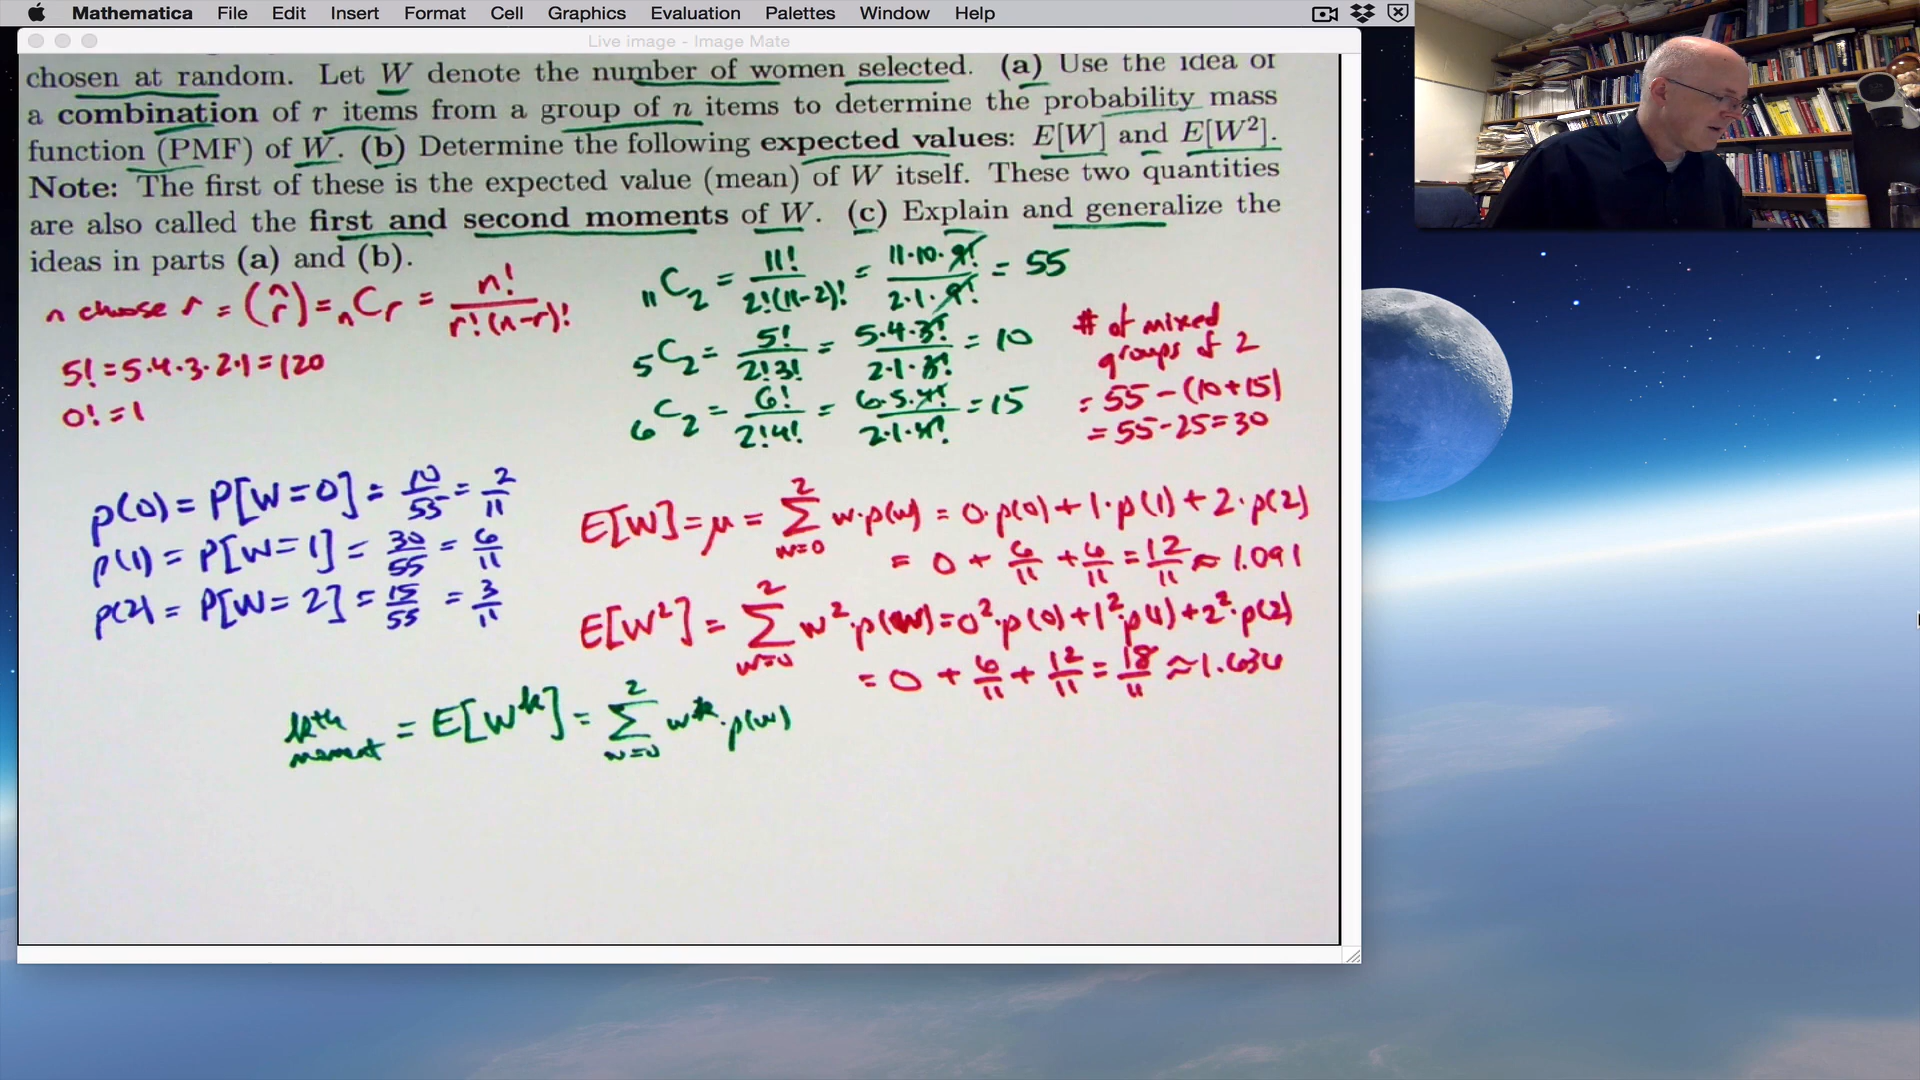 Mathematica File Edit Insert Format Cell Graphics Evaluation Palettes Window Help
Live image - Image Mate
chosen at random. Let W denote the number of women selected. (a) Use the idea of
a combination of r items from a group of n items to determine the probability mass
function (PMF) of W. (b) Determine the following expected values: E[W] and E[W²].
Note: The first of these is the expected value (mean) of W itself. These two quantities
are also called the first and second moments of W. (c) Explain and generalize the
ideas in parts (a) and (b).
n choose r = (n r) = nCr = n!/r!(n-r)!
5! = 5·4·3·2·1 = 120
0! = 1
11C2 = 11!/2!(11-2)! = 11·10·9!/2·1·9! = 55
5C2 = 5!/2!3! = 5·4·3!/2·1·3! = 10
6C2 = 6!/2!4! = 6·5·4!/2·1·4! = 15
# of mixed
groups of 2
= 55 - (10+15)
= 55 - 25 = 30
p(0) = P[W=0] = 10/55 = 2/11
p(1) = P[W=1] = 30/55 = 6/11
p(2) = P[W=2] = 15/55 = 3/11
E[W] = μ = 2 Σ w=0 w·p(w) = 0·p(0) + 1·p(1) + 2·p(2)
= 0 + 6/11 + 6/11 = 12/11 ≈ 1.091
E[W²] = 2 Σ w=0 w²·p(w) = 0²·p(0) + 1²·p(1) + 2²·p(2)
= 0 + 6/11 + 12/11 = 18/11 ≈ 1.636
kth
moment = E[W^k] = 2 Σ w=0 w^k·p(w)